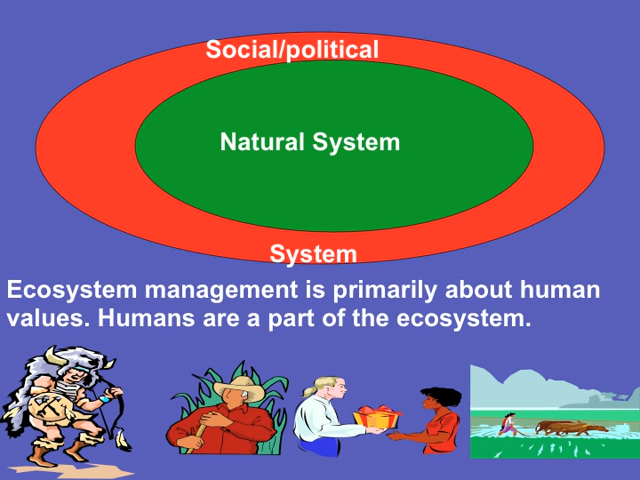 Social/political
Natural System
System
Ecosystem management is primarily about human
values. Humans are a part of the ecosystem.